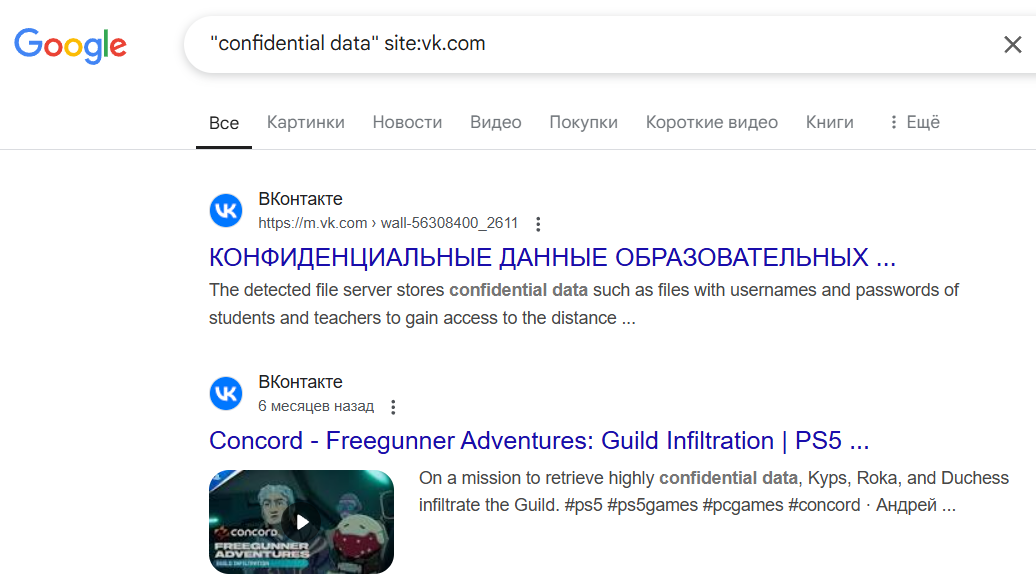 Google
"confidential data" site:vk.com
Все Картинки Новости Видео Покупки Короткие видео Книги Ещё
ВКонтакте
https://m.vk.com › wall-56308400_2611
КОНФИДЕНЦИАЛЬНЫЕ ДАННЫЕ ОБРАЗОВАТЕЛЬНЫХ ...
The detected file server stores confidential data such as files with usernames and passwords of
students and teachers to gain access to the distance ...
ВКонтакте
6 месяцев назад
Concord - Freegunner Adventures: Guild Infiltration | PS5 ...
On a mission to retrieve highly confidential data, Kyps, Roka, and Duchess
infiltrate the Guild. #ps5 #ps5games #pcgames #concord · Андрей ...
CONCORD
FREEGUNNER
ADVENTURES
GUILD INFILTRATION